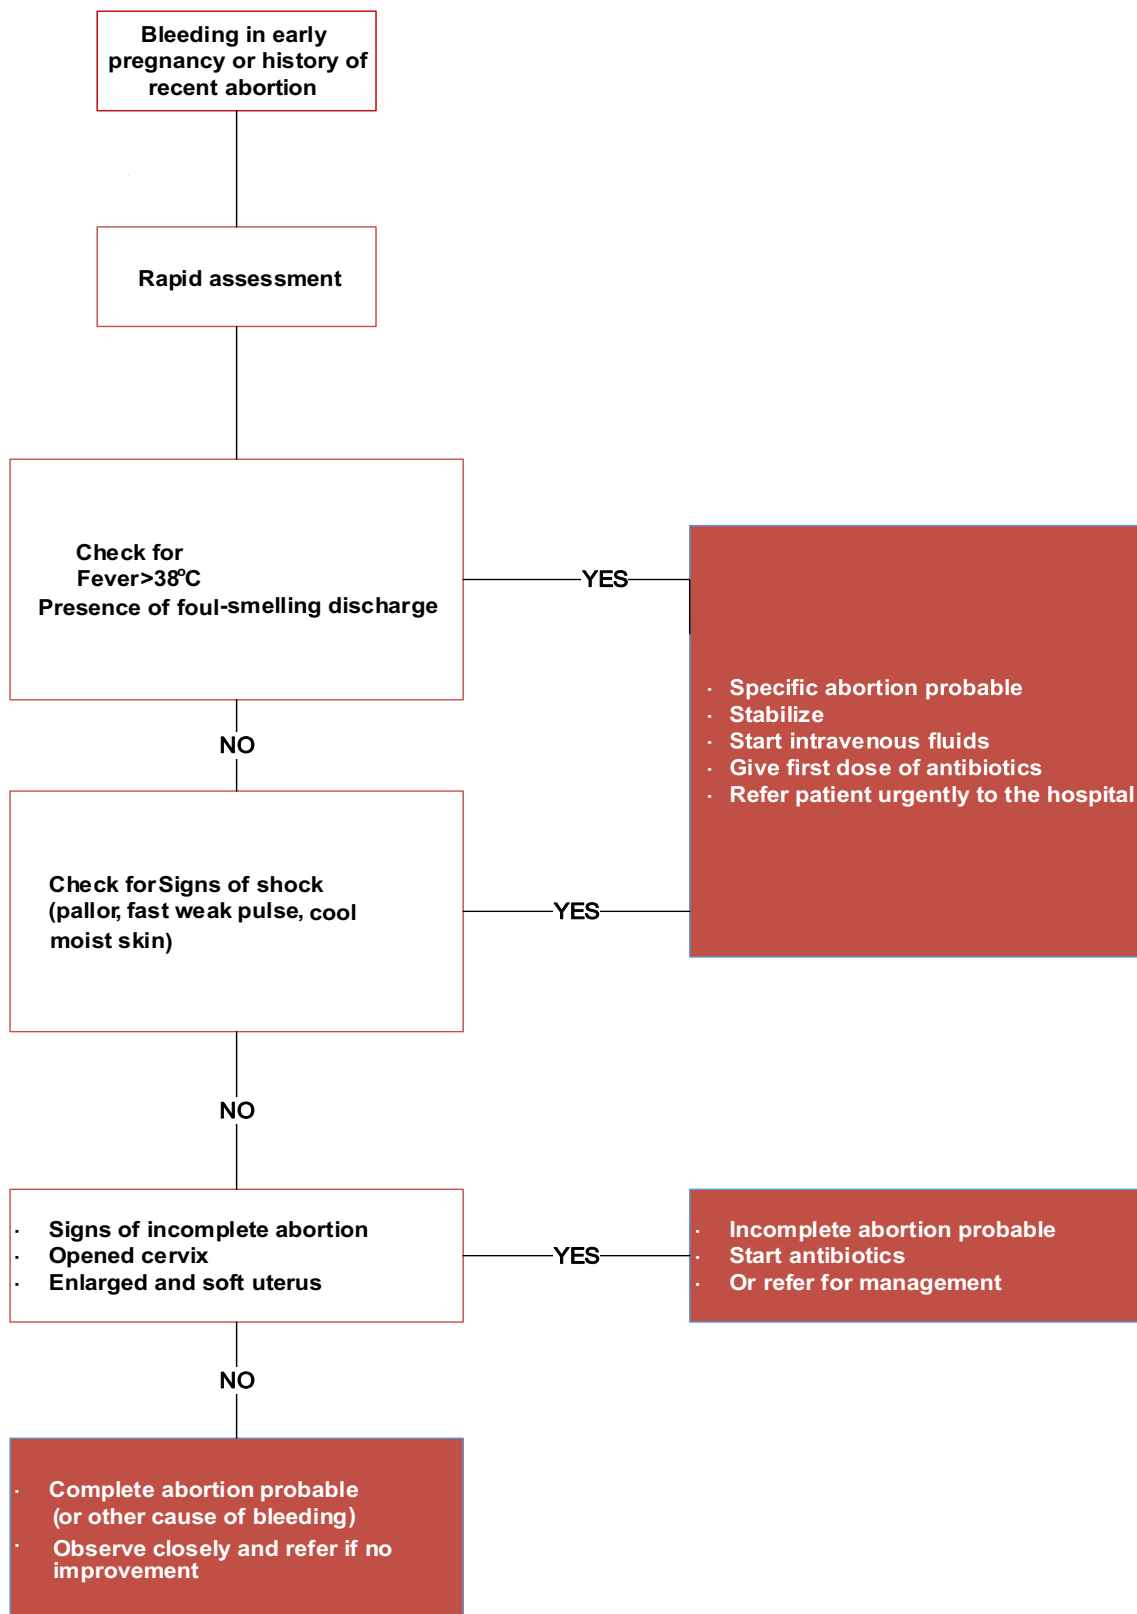 Bleeding in early
pregnancy or history of
recent abortion
Rapid assessment
Check for
Fever>38°C
Presence of foul-smelling discharge
YES
· Specific abortion probable
· Stabilize
· Start intravenous fluids
· Give first dose of antibiotics
· Refer patient urgently to the hospital
NO
Check for Signs of shock
(pallor, fast weak pulse, cool
moist skin)
YES
NO
· Signs of incomplete abortion
· Opened cervix
· Enlarged and soft uterus
YES
· Incomplete abortion probable
· Start antibiotics
· Or refer for management
NO
· Complete abortion probable
(or other cause of bleeding)
· Observe closely and refer if no
improvement